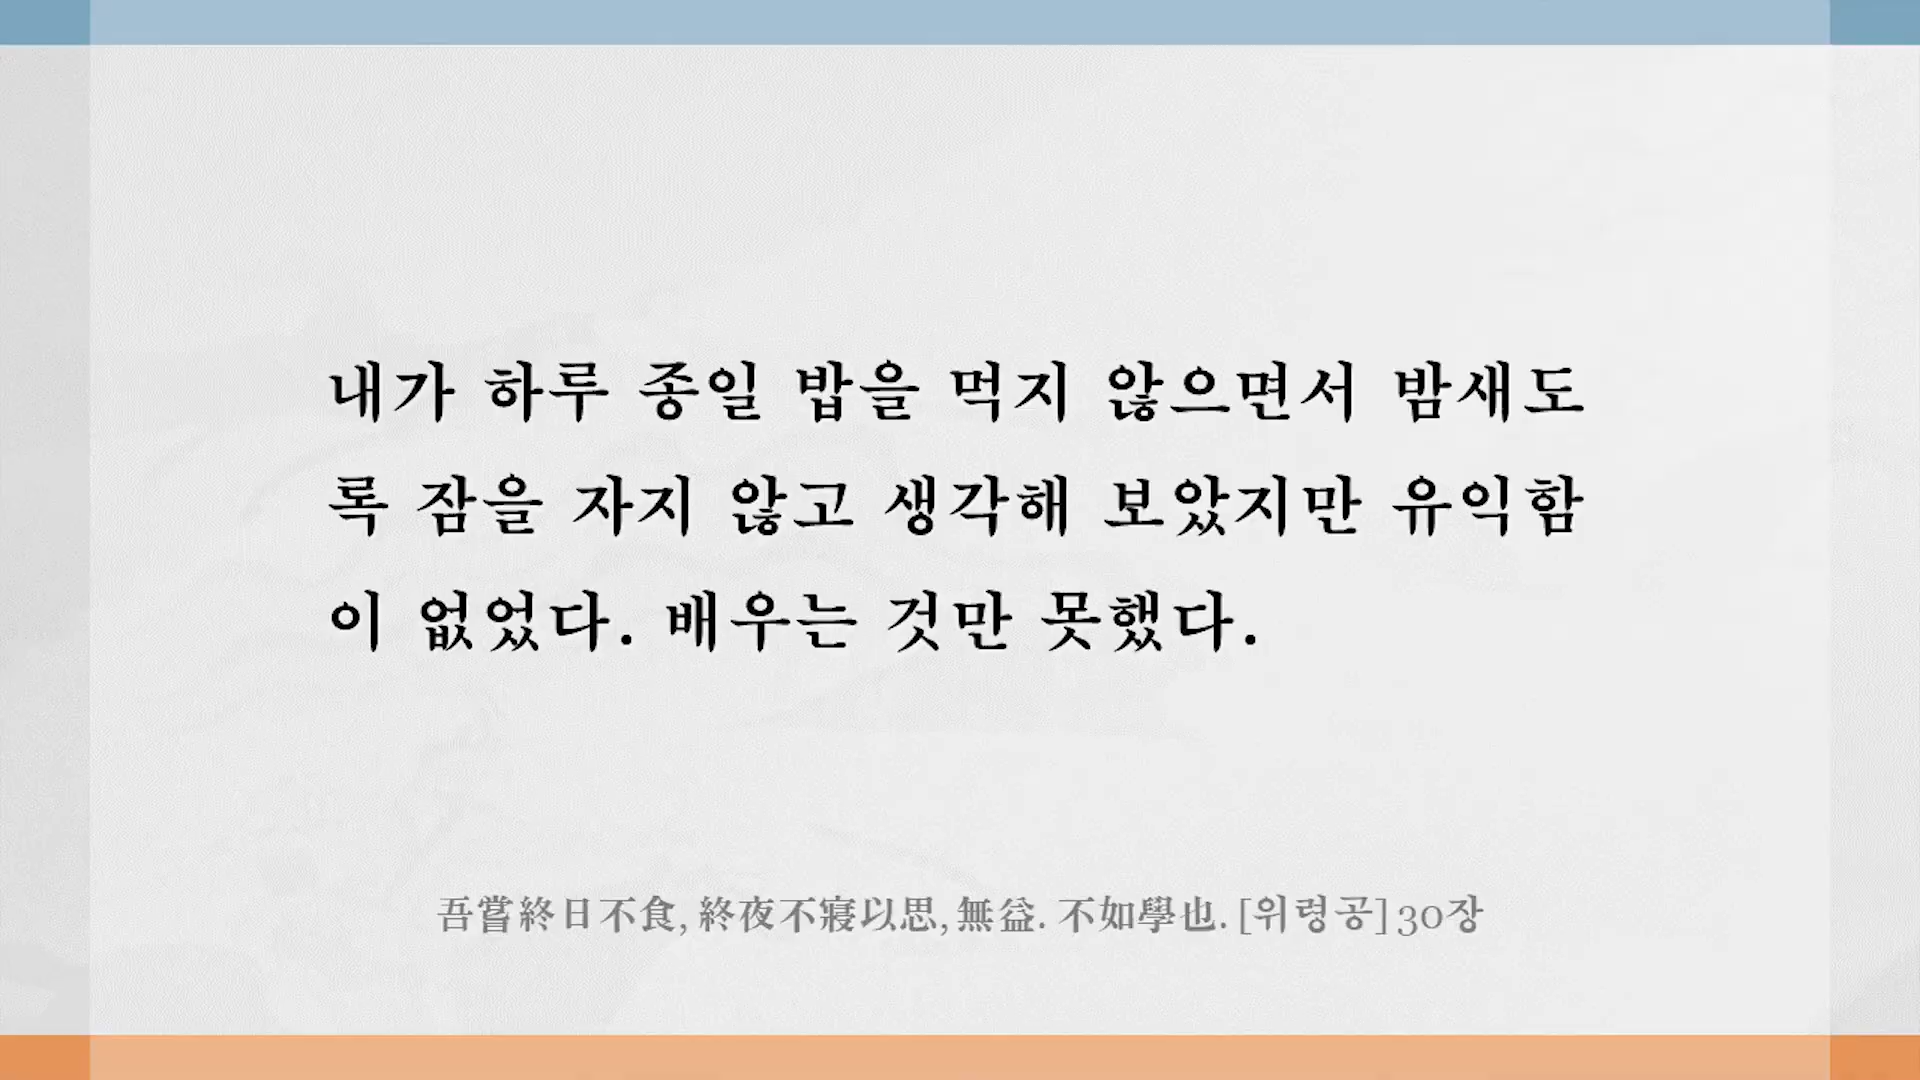 내가 하루 종일 밥을 먹지 않으면서 밤새도
록 잠을 자지 않고 생각해 보았지만 유익함
이 없었다. 배우는 것만 못했다.
吾嘗終日不食, 終夜不寢以思, 無益. 不如學也. [위령공] 30장